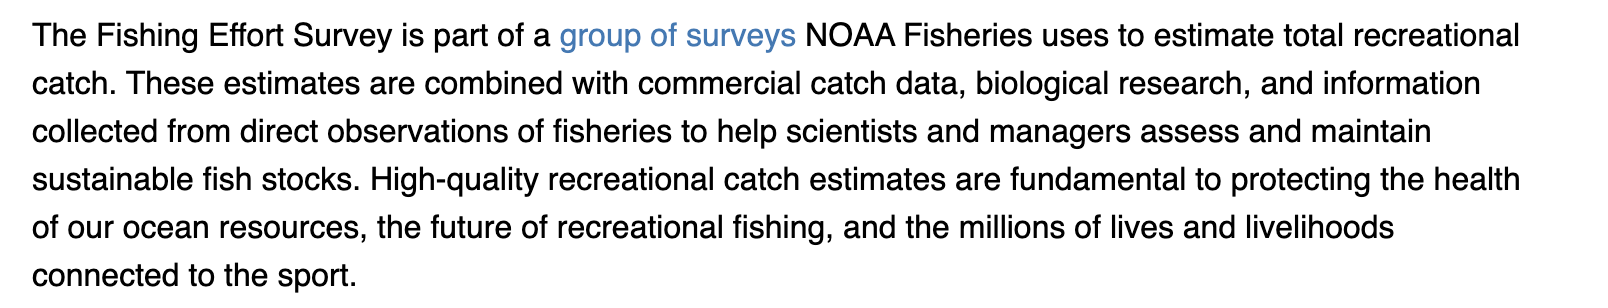 The Fishing Effort Survey is part of a group of surveys NOAA Fisheries uses to estimate total recreational
catch. These estimates are combined with commercial catch data, biological research, and information
collected from direct observations of fisheries to help scientists and managers assess and maintain
sustainable fish stocks. High-quality recreational catch estimates are fundamental to protecting the health
of our ocean resources, the future of recreational fishing, and the millions of lives and livelihoods
connected to the sport.